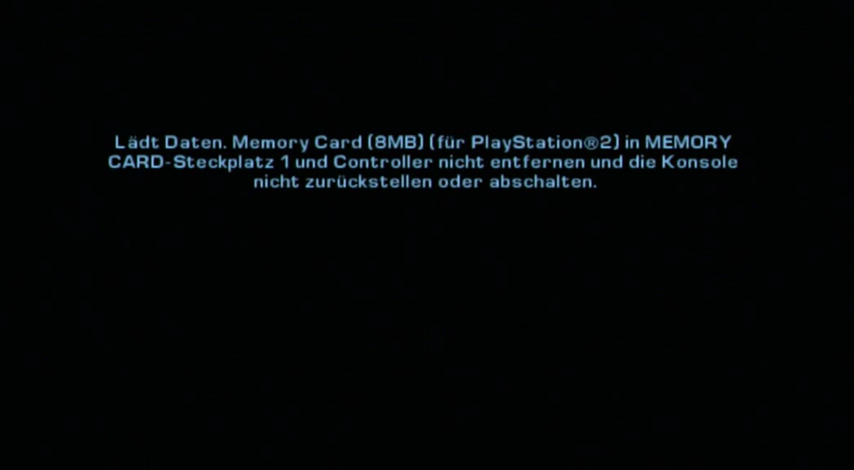 Lädt Daten. Memory Card (8MB) (für PlayStation®2) in MEMORY
CARD-Steckplatz 1 und Controller nicht entfernen und die Konsole
nicht zurückstellen oder abschalten.